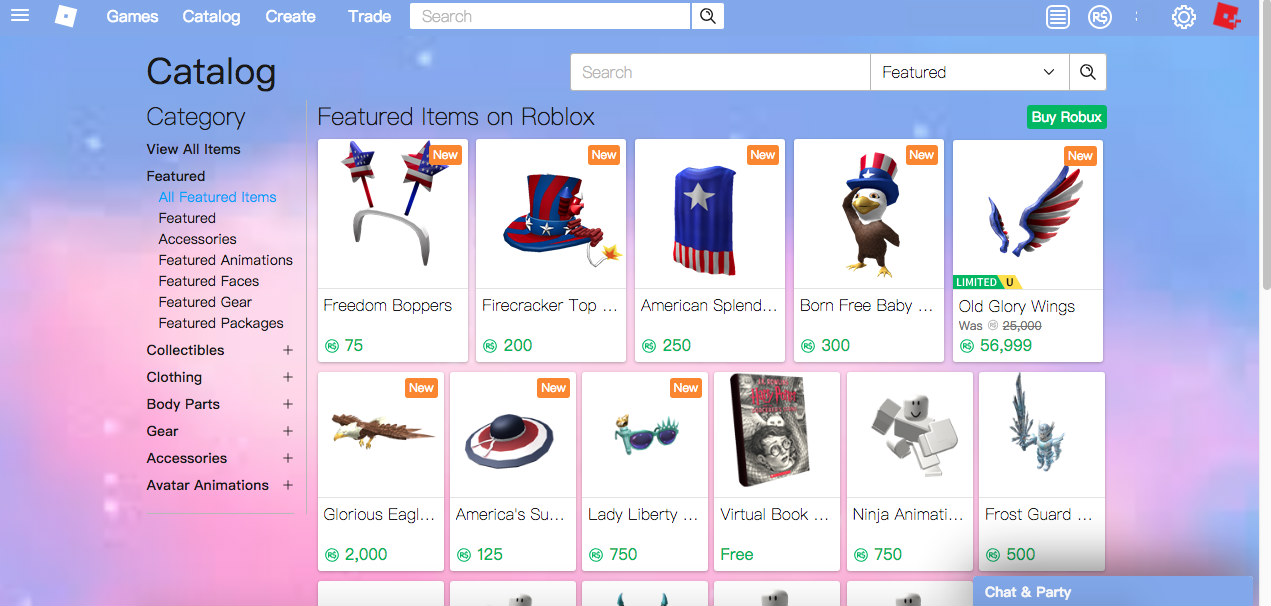 Games Catalog Create Trade Search
Catalog
Search Featured
Category
Featured Items on Roblox
Buy Robux
View All Items
Featured
All Featured Items
Featured
Accessories
Featured Animations
Featured Faces
Featured Gear
Featured Packages
Collectibles +
Clothing +
Body Parts +
Gear +
Accessories +
Avatar Animations +
New New New New New
LIMITED U
Freedom Boppers Firecracker Top ... American Splend... Born Free Baby ... Old Glory Wings
Was R$ 25,000
R$ 75 R$ 200 R$ 250 R$ 300 R$ 56,999
New New New
Harry Potter
Glorious Eagl... America's Su... Lady Liberty ... Virtual Book ... Ninja Animati... Frost Guard ...
R$ 2,000 R$ 125 R$ 750 Free R$ 750 R$ 500
Chat & Party